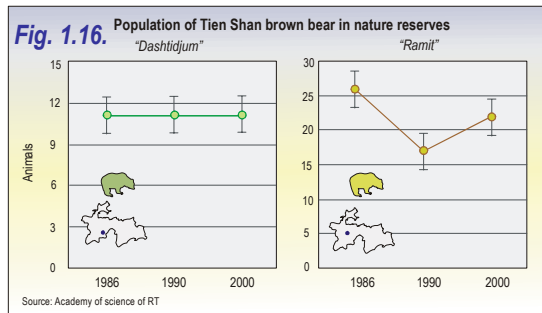 Fig. 1.16.
Population of Tien Shan brown bear in nature reserves
“Dashtidjum”
“Ramit”
Animals
15
12
9
6
3
0
1986 1990 2000
30
25
20
15
10
5
0
1986 1990 2000
Source: Academy of science of RT